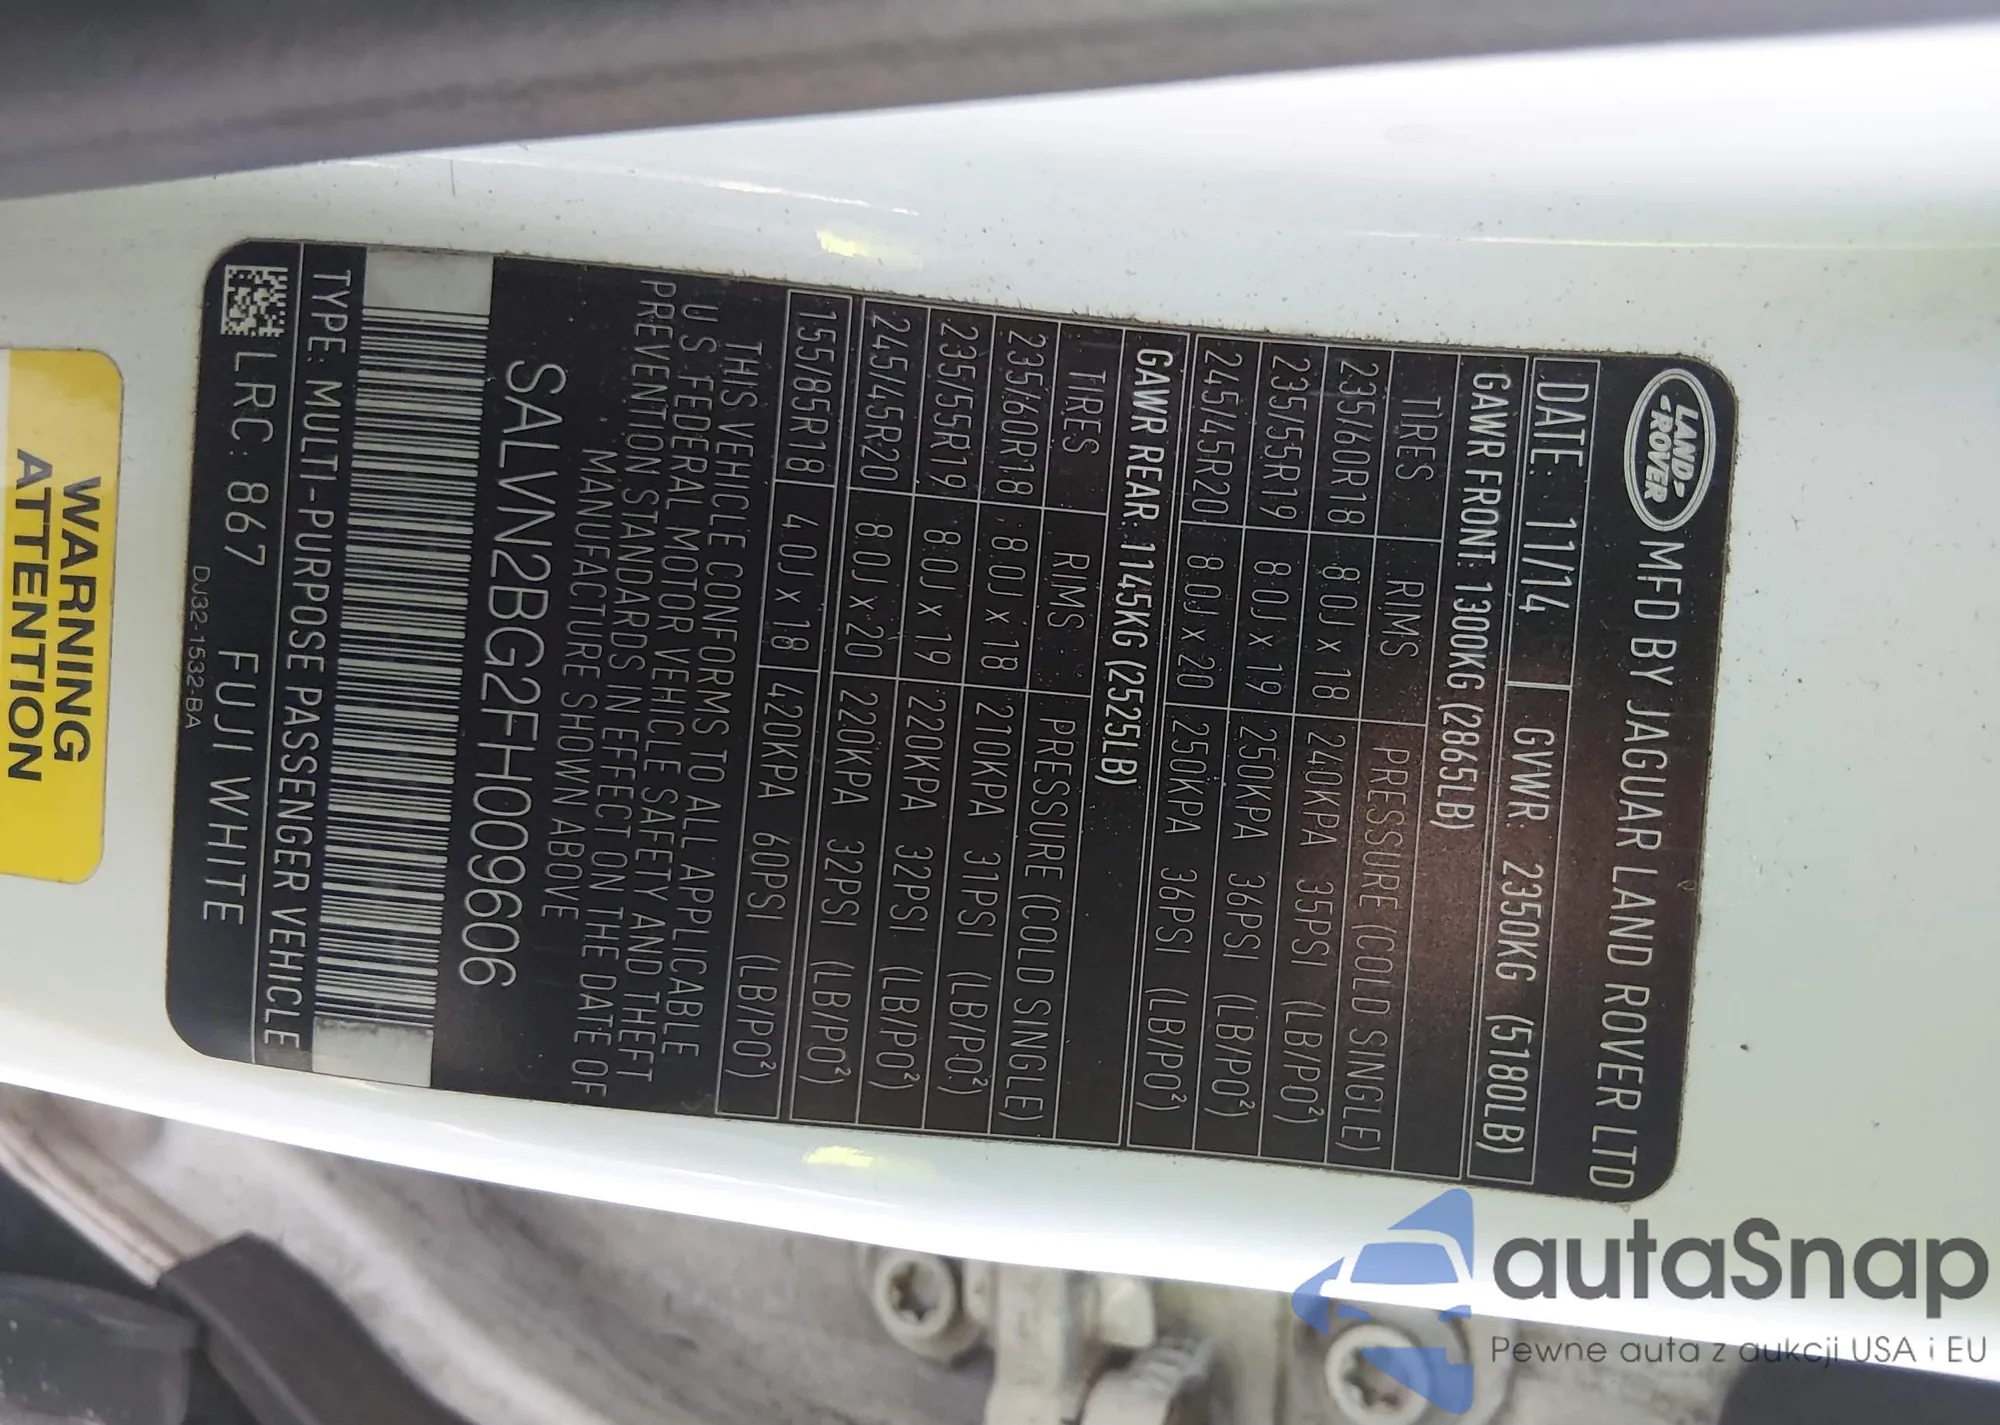 LAND
ROVER
MFD BY JAGUAR LAND ROVER LTD
DATE: 11/14 GVWR: 2350KG (5180LB)
GAWR FRONT: 1300KG (2865LB)
TIRES RIMS PRESSURE (COLD SINGLE)
235/60R18 8.0J x 18 240KPA 35PSI (LB/PO²)
235/55R19 8.0J x 19 250KPA 36PSI (LB/PO²)
245/45R20 8.0J x 20 250KPA 36PSI (LB/PO²)
GAWR REAR: 1145KG (2525LB)
TIRES RIMS PRESSURE (COLD SINGLE)
235/60R18 8.0J x 18 210KPA 31PSI (LB/PO²)
235/55R19 8.0J x 19 220KPA 32PSI (LB/PO²)
245/45R20 8.0J x 20 220KPA 32PSI (LB/PO²)
155/85R18 4.0J x 18 420KPA 60PSI (LB/PO²)
THIS VEHICLE CONFORMS TO ALL APPLICABLE
U.S FEDERAL MOTOR VEHICLE SAFETY AND THEFT
PREVENTION STANDARDS IN EFFECT ON THE DATE OF
MANUFACTURE SHOWN ABOVE
SALVN2BG2FH009606
TYPE: MULTI-PURPOSE PASSENGER VEHICLE
LRC: 867 FUJI WHITE
DJ32-1532-BA
WARNING
ATTENTION
autaSnap
Pewne auta z aukcji USA i EU